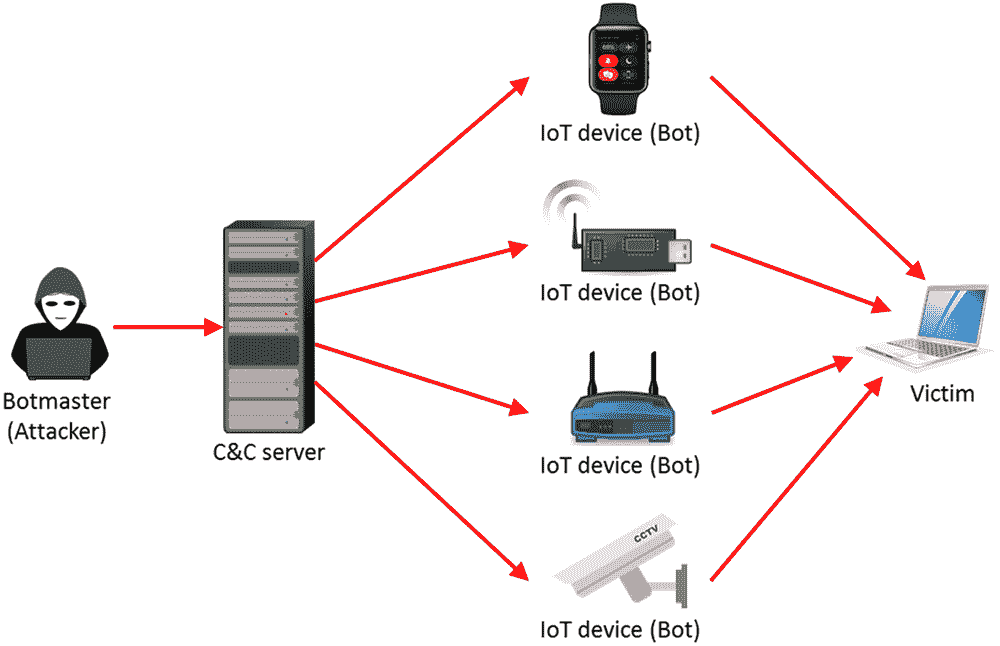 IoT device (Bot)
IoT device (Bot)
Botmaster
(Attacker)
C&C server
Victim
IoT device (Bot)
CCTV
IoT device (Bot)